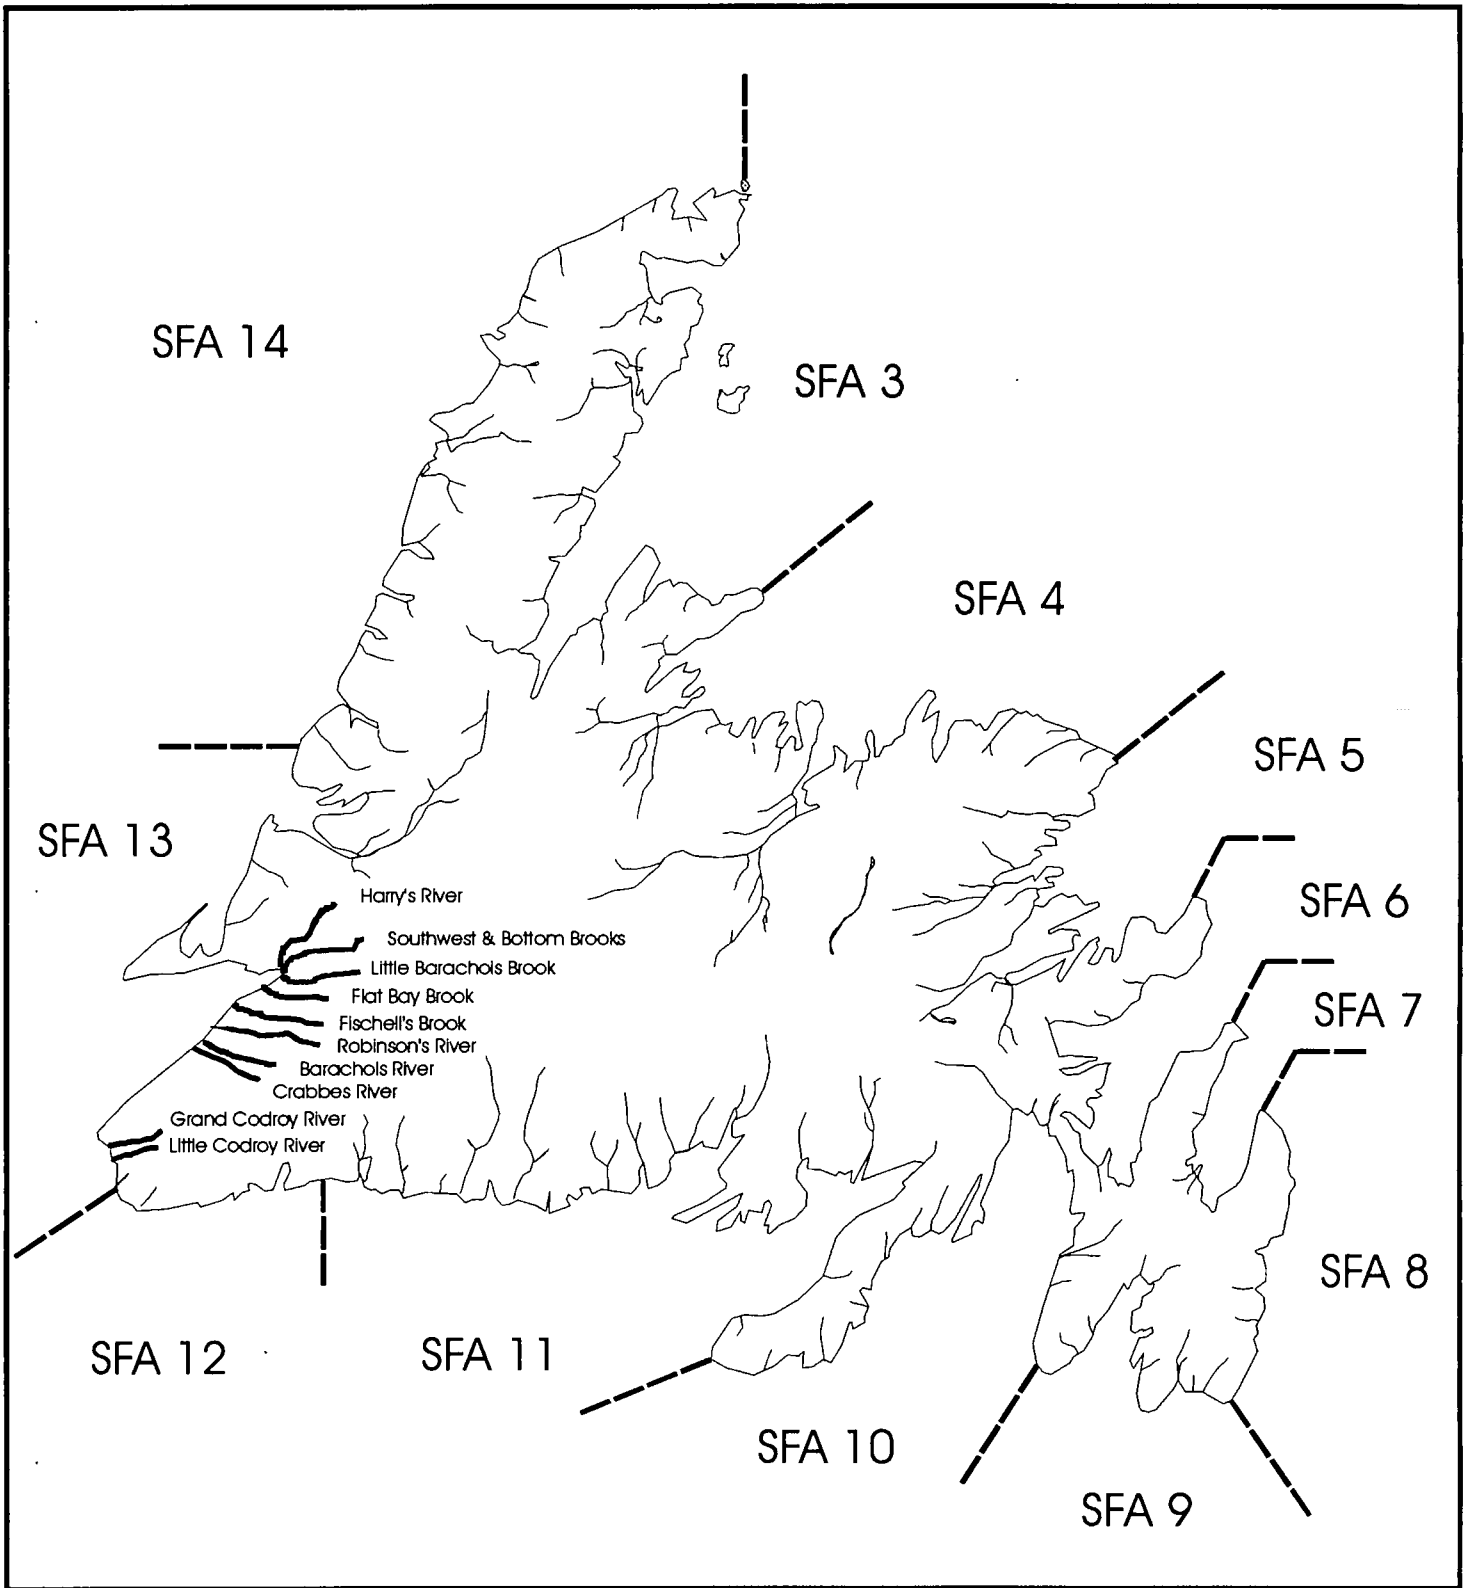 SFA 14
SFA 3
SFA 4
SFA 5
SFA 13
Harry's River
SFA 6
Southwest & Bottom Brooks
Little Barachois Brook
Flat Bay Brook
SFA 7
Fischell's Brook
Robinson's River
Barachois River
Crabbes River
Grand Codroy River
Little Codroy River
SFA 8
SFA 12
SFA 11
SFA 10
SFA 9